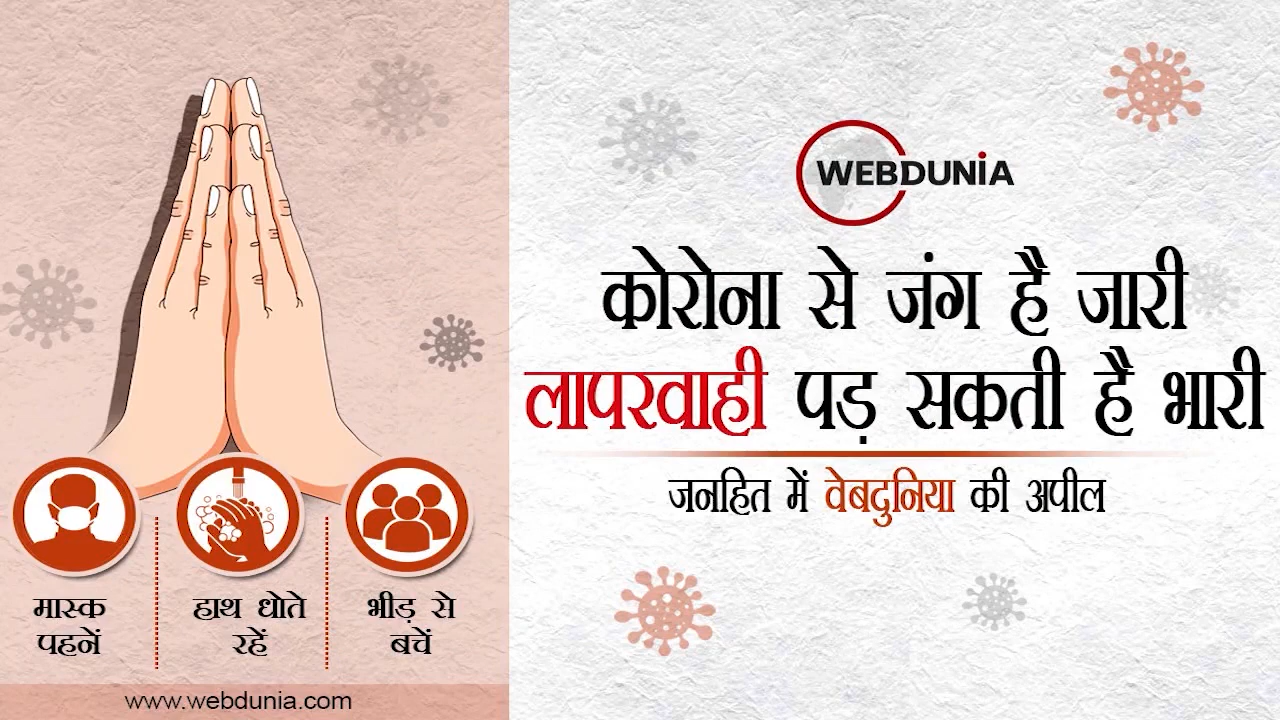 WEBDUNIA
कोरोना से जंग है जारी
लापरवाही पड़ सकती है भारी
जनहित में वेबदुनिया की अपील
मास्क
पहनें
हाथ धोते
रहें
भीड़ से
बचें
www.webdunia.com